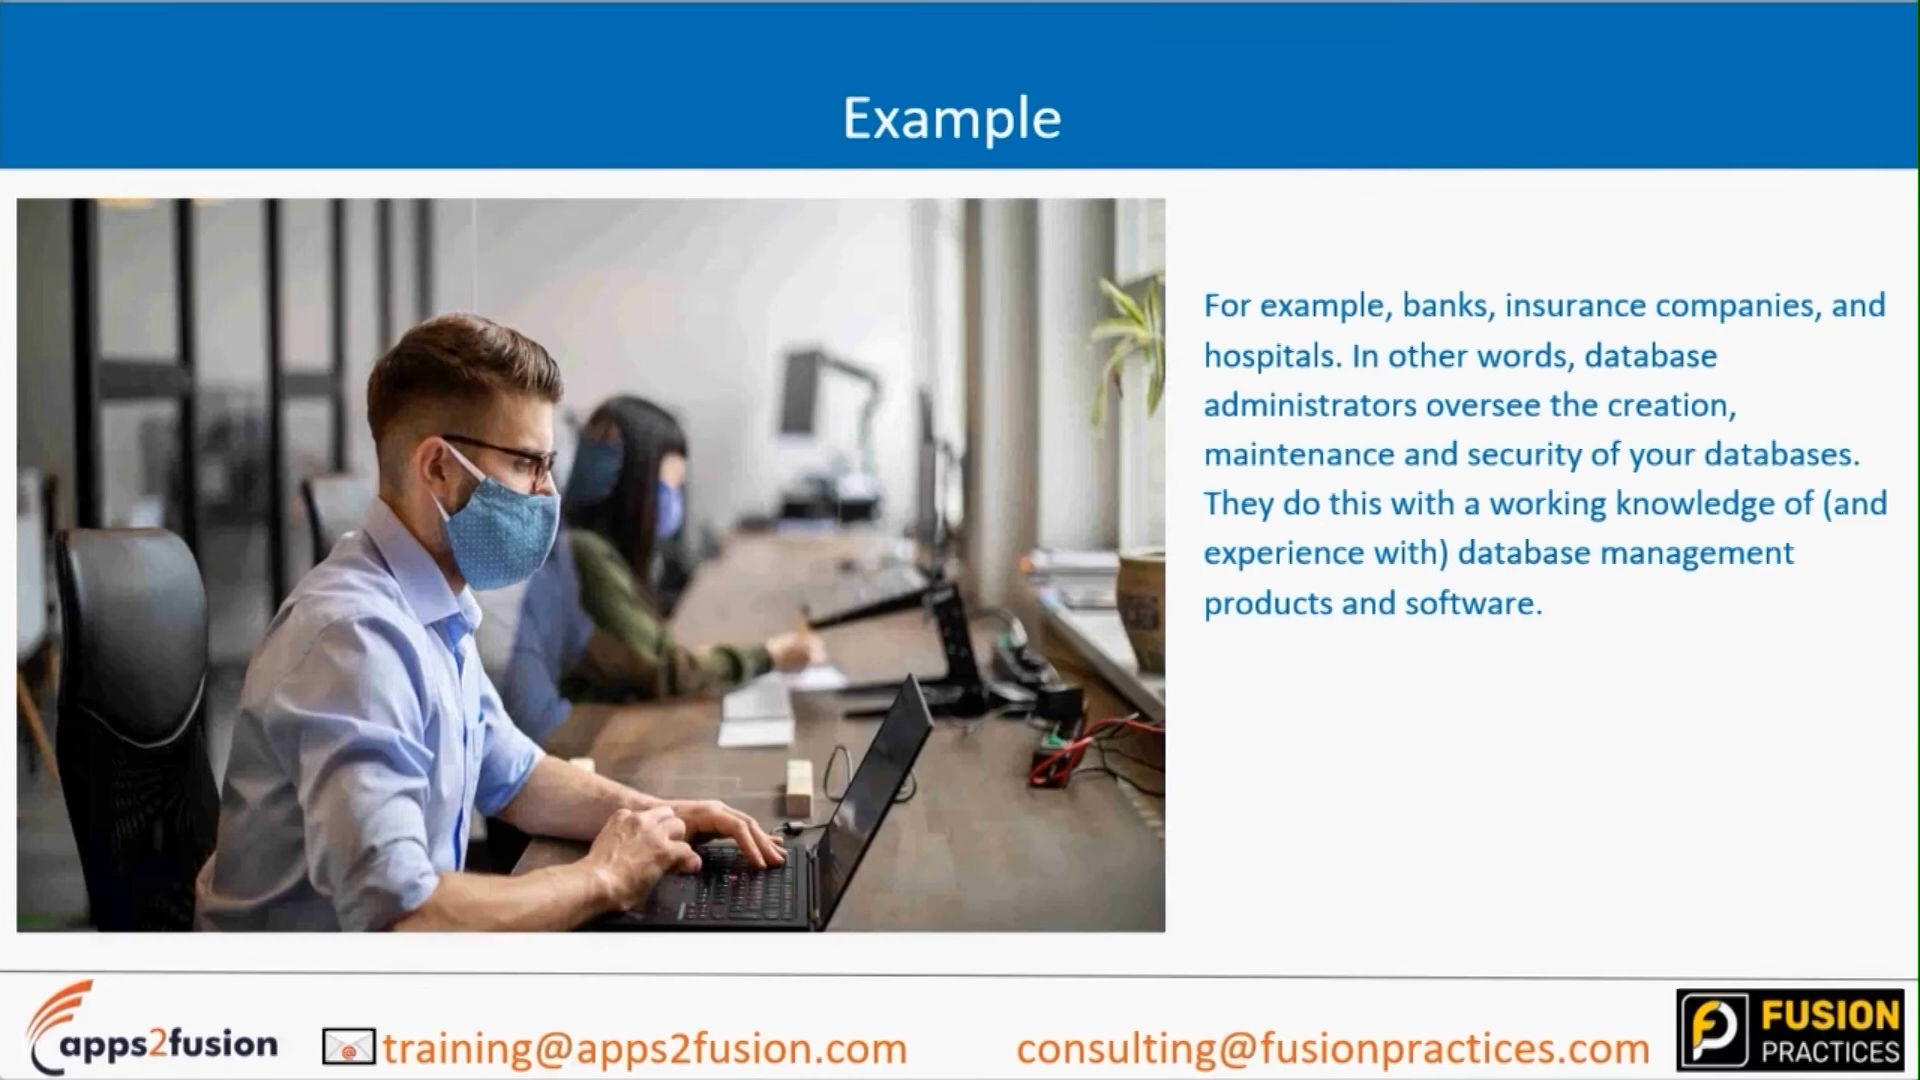 Example
For example, banks, insurance companies, and
hospitals. In other words, database
administrators oversee the creation,
maintenance and security of your databases.
They do this with a working knowledge of (and
experience with) database management
products and software.
apps2fusion
training@apps2fusion.com
consulting@fusionpractices.com
FUSION
PRACTICES